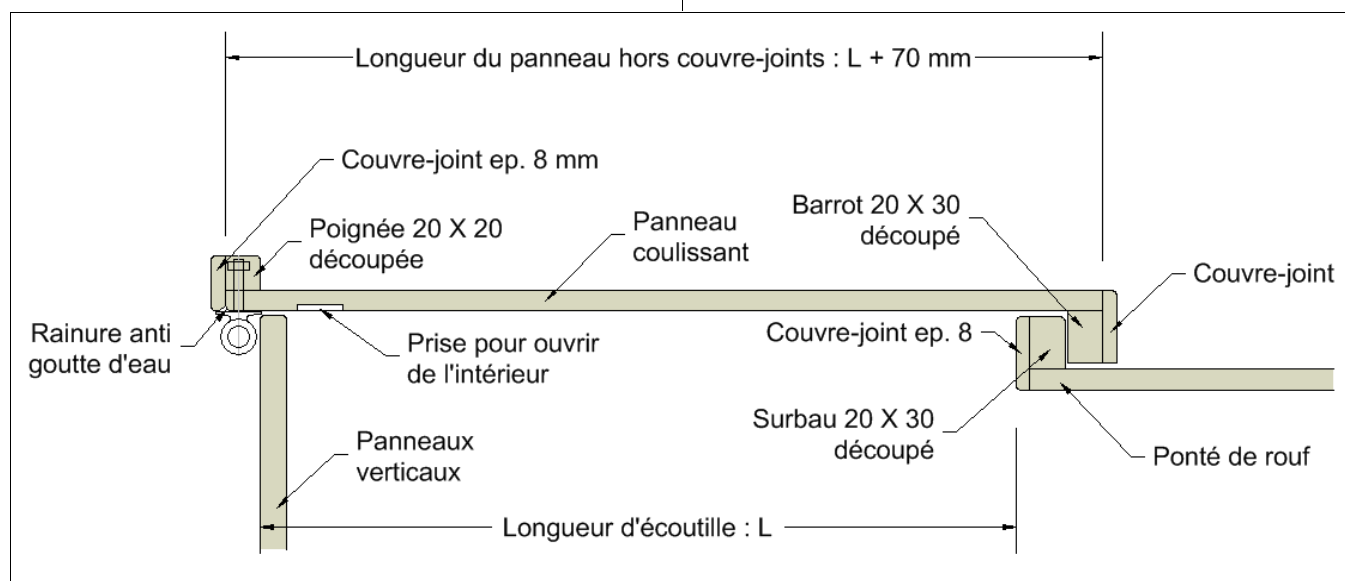 Longueur du panneau hors couvre-joints : L + 70 mm
Couvre-joint ep. 8 mm
Poignée 20 X 20
découpée
Panneau
coulissant
Barrot 20 X 30
découpé
Couvre-joint
Rainure anti
goutte d'eau
Prise pour ouvrir
de l'intérieur
Couvre-joint ep. 8
Surbau 20 X 30
découpé
Panneaux
verticaux
Ponté de rouf
Longueur d'écoutille : L